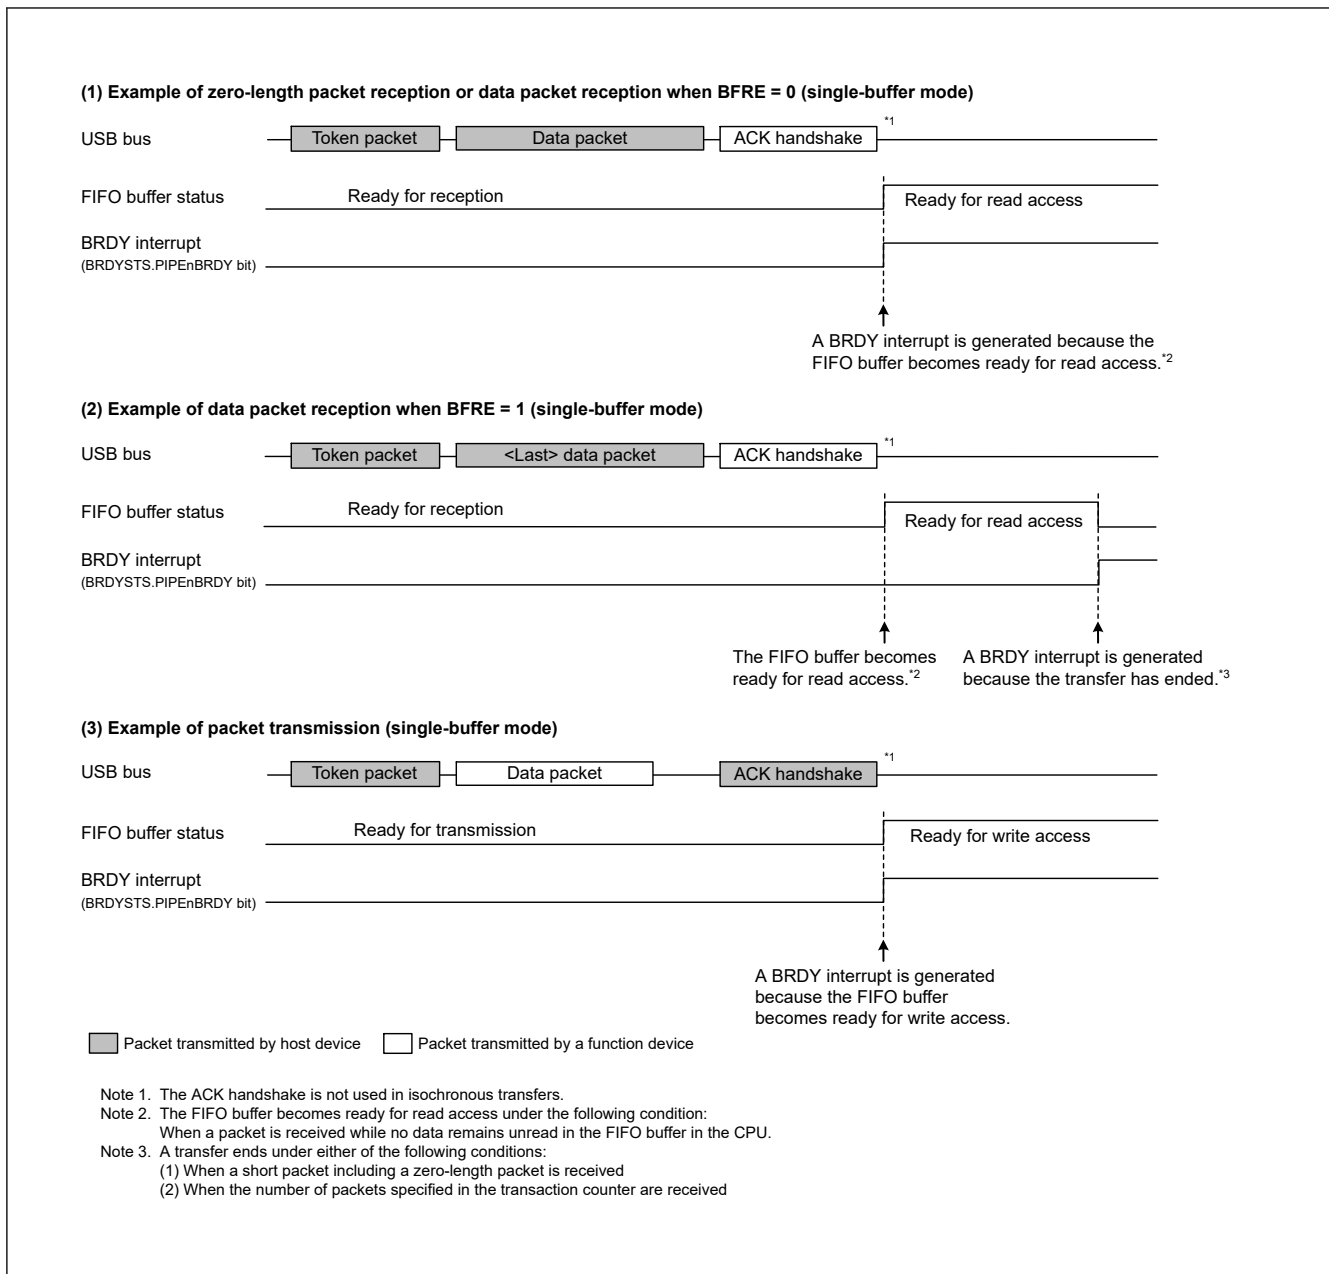 (1) Example of zero-length packet reception or data packet reception when BFRE = 0 (single-buffer mode)
USB bus Token packet Data packet ACK handshake *1
FIFO buffer status Ready for reception Ready for read access
BRDY interrupt
(BRDYSTS.PIPEnBRDY bit)
A BRDY interrupt is generated because the
FIFO buffer becomes ready for read access.*2
(2) Example of data packet reception when BFRE = 1 (single-buffer mode)
USB bus Token packet <Last> data packet ACK handshake *1
FIFO buffer status Ready for reception Ready for read access
BRDY interrupt
(BRDYSTS.PIPEnBRDY bit)
The FIFO buffer becomes
ready for read access.*2
A BRDY interrupt is generated
because the transfer has ended.*3
(3) Example of packet transmission (single-buffer mode)
USB bus Token packet Data packet ACK handshake *1
FIFO buffer status Ready for transmission Ready for write access
BRDY interrupt
(BRDYSTS.PIPEnBRDY bit)
A BRDY interrupt is generated
because the FIFO buffer
becomes ready for write access.
Packet transmitted by host device Packet transmitted by a function device
Note 1. The ACK handshake is not used in isochronous transfers.
Note 2. The FIFO buffer becomes ready for read access under the following condition:
When a packet is received while no data remains unread in the FIFO buffer in the CPU.
Note 3. A transfer ends under either of the following conditions:
(1) When a short packet including a zero-length packet is received
(2) When the number of packets specified in the transaction counter are received